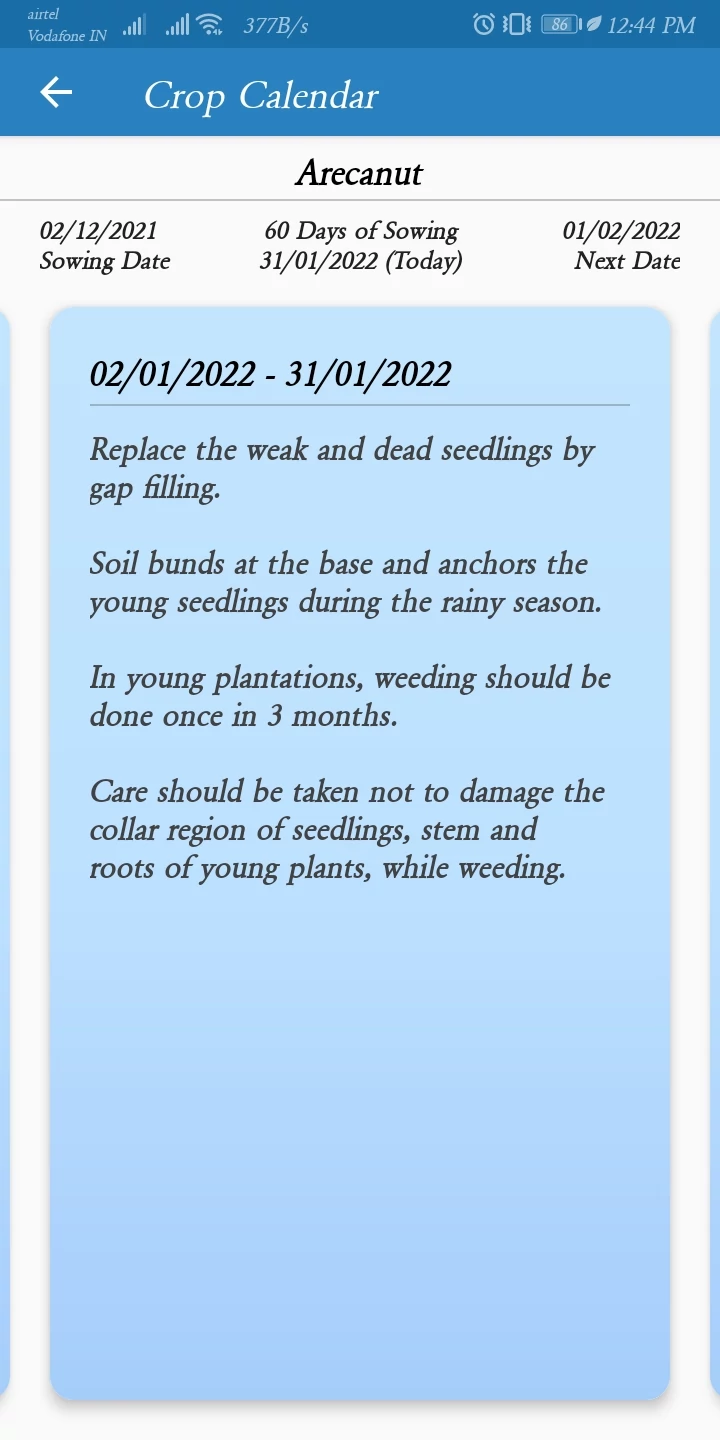 airtel
Vodafone IN
377B/s
86
12:44 PM
Crop Calendar
Arecanut
02/12/2021
Sowing Date
60 Days of Sowing
31/01/2022 (Today)
01/02/2022
Next Date
02/01/2022 - 31/01/2022
Replace the weak and dead seedlings by
gap filling.
Soil bunds at the base and anchors the
young seedlings during the rainy season.
In young plantations, weeding should be
done once in 3 months.
Care should be taken not to damage the
collar region of seedlings, stem and
roots of young plants, while weeding.